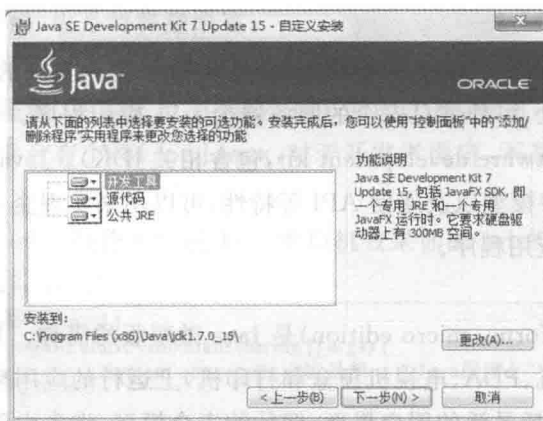 Java SE Development Kit 7 Update 15 - 自定义安装
Java
ORACLE
请从下面的列表中选择要安装的可选功能。安装完成后，您可以使用"控制面板"中的"添加/
删除程序"实用程序来更改您选择的功能
开发工具
源代码
公共 JRE
功能说明
Java SE Development Kit 7
Update 15, 包括 JavaFX SDK, 即
一个专用 JRE 和一个专用
JavaFX 运行时。它要求硬盘驱
动器上有 300MB 空间。
安装到:
C:\Program Files (x86)\Java\jdk1.7.0_15\
更改(A)...
<上一步(B)
下一步(N) >
取消